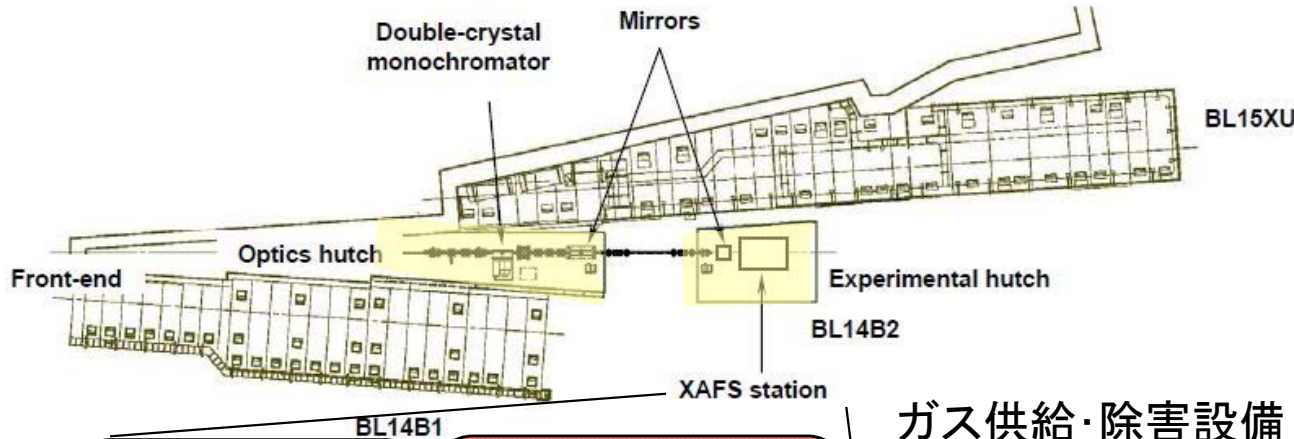 Double-crystal
monochromator
Mirrors
BL15XU
Optics hutch
Front-end
Experimental hutch
BL14B2
XAFS station
BL14B1
ガス供給･除害設備